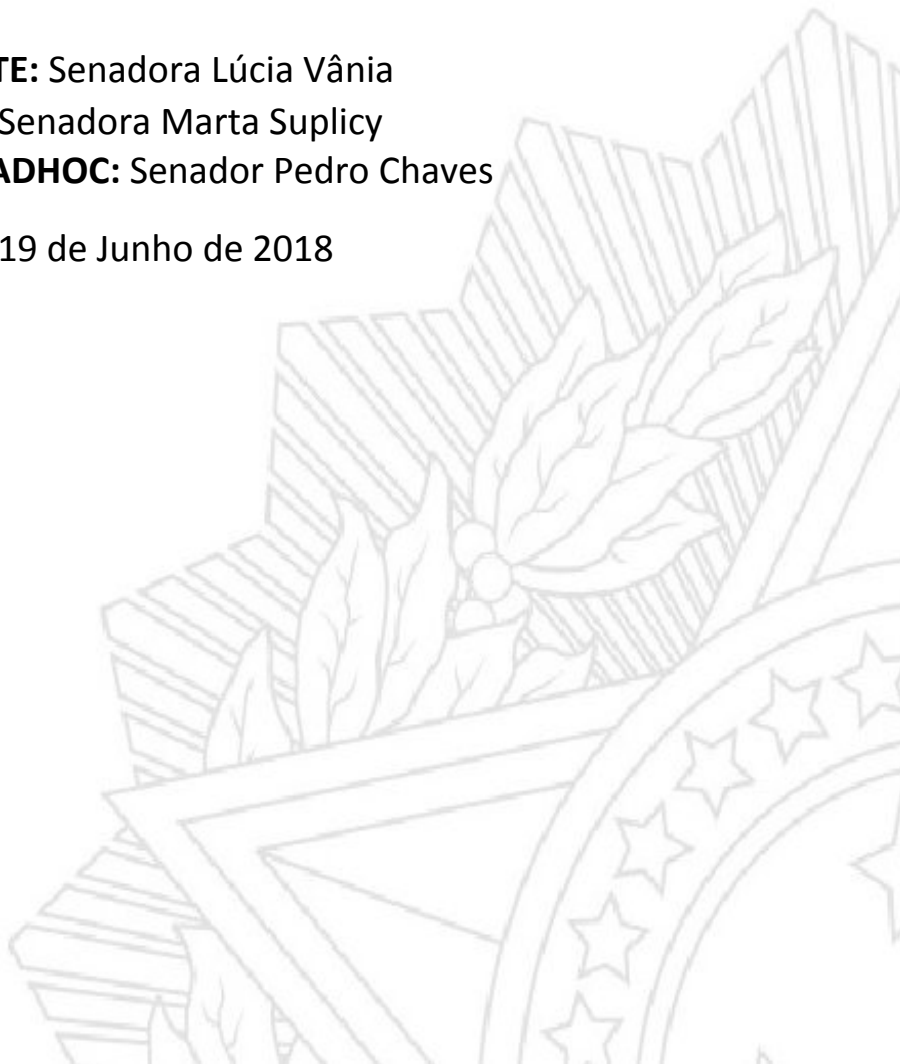 TE: Senadora Lúcia Vânia
Senadora Marta Suplicy
ADHOC: Senador Pedro Chaves
19 de Junho de 2018